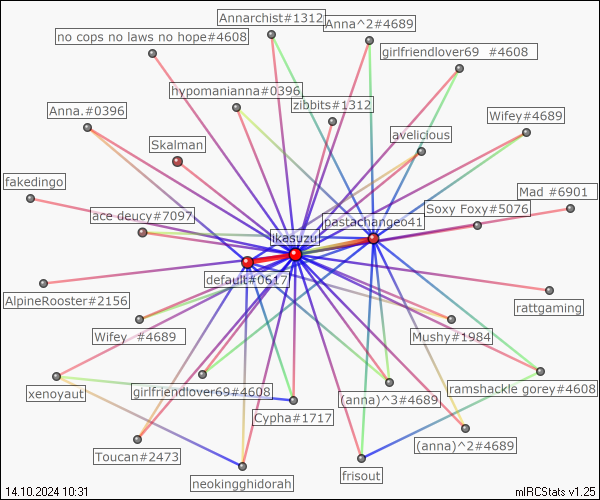 Annarchist#1312
Anna^2#4689
no cops no laws no hope#4608
girlfriendlover69 #4608
hypomanianna#0396
zibbits#1312
Anna.#0396
Wifey#4689
avelicious
Skalman
fakedingo
Mad #6901
ace deucy#7097
Soxy Foxy#5076
pastachangeo41
ikasuzu
default#0617
AlpineRooster#2156
rattgaming
Wifey #4689
Mushy#1984
xenoyaut
girlfriendlover69#4608
ramshackle gorey#4608
(anna)^3#4689
Cypha#1717
(anna)^2#4689
Toucan#2473
frisout
neokingghidorah
14.10.2024 10:31
mIRCStats v1.25